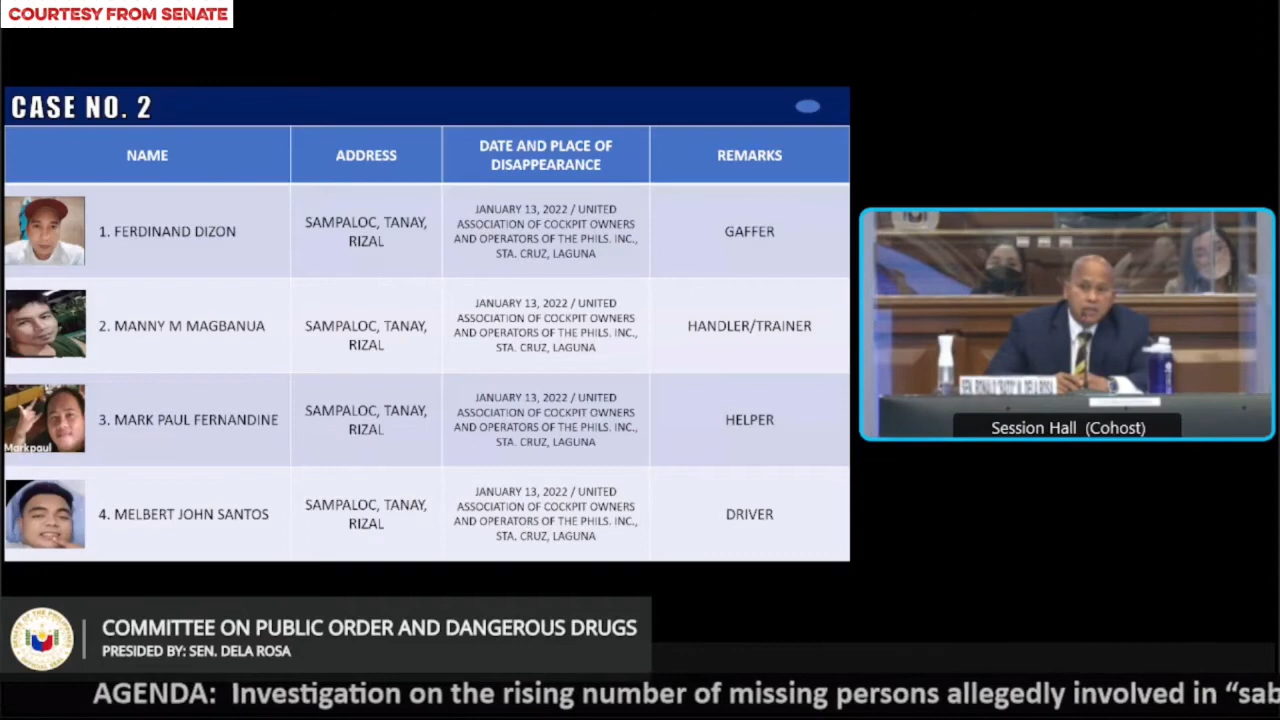 COURTESY FROM SENATE
CASE NO. 2
NAME
ADDRESS
DATE AND PLACE OF
DISAPPEARANCE
REMARKS
1. FERDINAND DIZON
SAMPALOC, TANAY,
RIZAL
JANUARY 13, 2022 / UNITED
ASSOCIATION OF COCKPIT OWNERS
AND OPERATORS OF THE PHILS. INC.,
STA. CRUZ, LAGUNA
GAFFER
2. MANNY M MAGBANUA
SAMPALOC, TANAY,
RIZAL
JANUARY 13, 2022 / UNITED
ASSOCIATION OF COCKPIT OWNERS
AND OPERATORS OF THE PHILS. INC.,
STA. CRUZ, LAGUNA
HANDLER/TRAINER
Markpaul
3. MARK PAUL FERNANDINE
SAMPALOC, TANAY,
RIZAL
JANUARY 13, 2022 / UNITED
ASSOCIATION OF COCKPIT OWNERS
AND OPERATORS OF THE PHILS. INC.,
STA. CRUZ, LAGUNA
HELPER
4. MELBERT JOHN SANTOS
SAMPALOC, TANAY,
RIZAL
JANUARY 13, 2022 / UNITED
ASSOCIATION OF COCKPIT OWNERS
AND OPERATORS OF THE PHILS. INC.,
STA. CRUZ, LAGUNA
DRIVER
SEN. RONALD "BATO" M. DELA ROSA
Session Hall (Cohost)
COMMITTEE ON PUBLIC ORDER AND DANGEROUS DRUGS
PRESIDED BY: SEN. DELA ROSA
AGENDA: Investigation on the rising number of missing persons allegedly involved in “sab